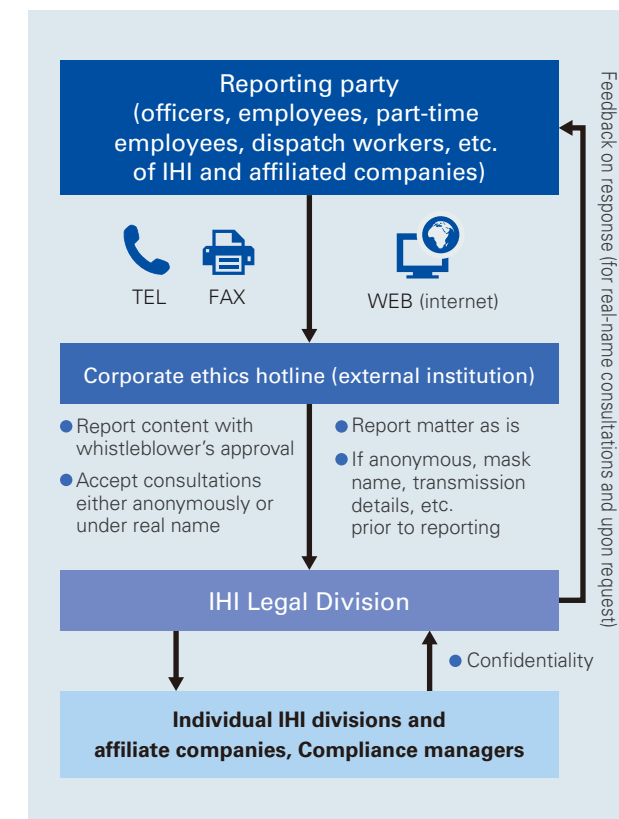 Reporting party
(officers, employees, part-time
employees, dispatch workers, etc.
of IHI and affiliated companies)
TEL
FAX
WEB (internet)
Corporate ethics hotline (external institution)
Report content with
whistleblower's approval
Accept consultations
either anonymously or
under real name
Report matter as is
If anonymous, mask
name, transmission
details, etc.
prior to reporting
IHI Legal Division
Confidentiality
Individual IHI divisions and
affiliate companies, Compliance managers
Feedback on response (for real-name consultations and upon request)